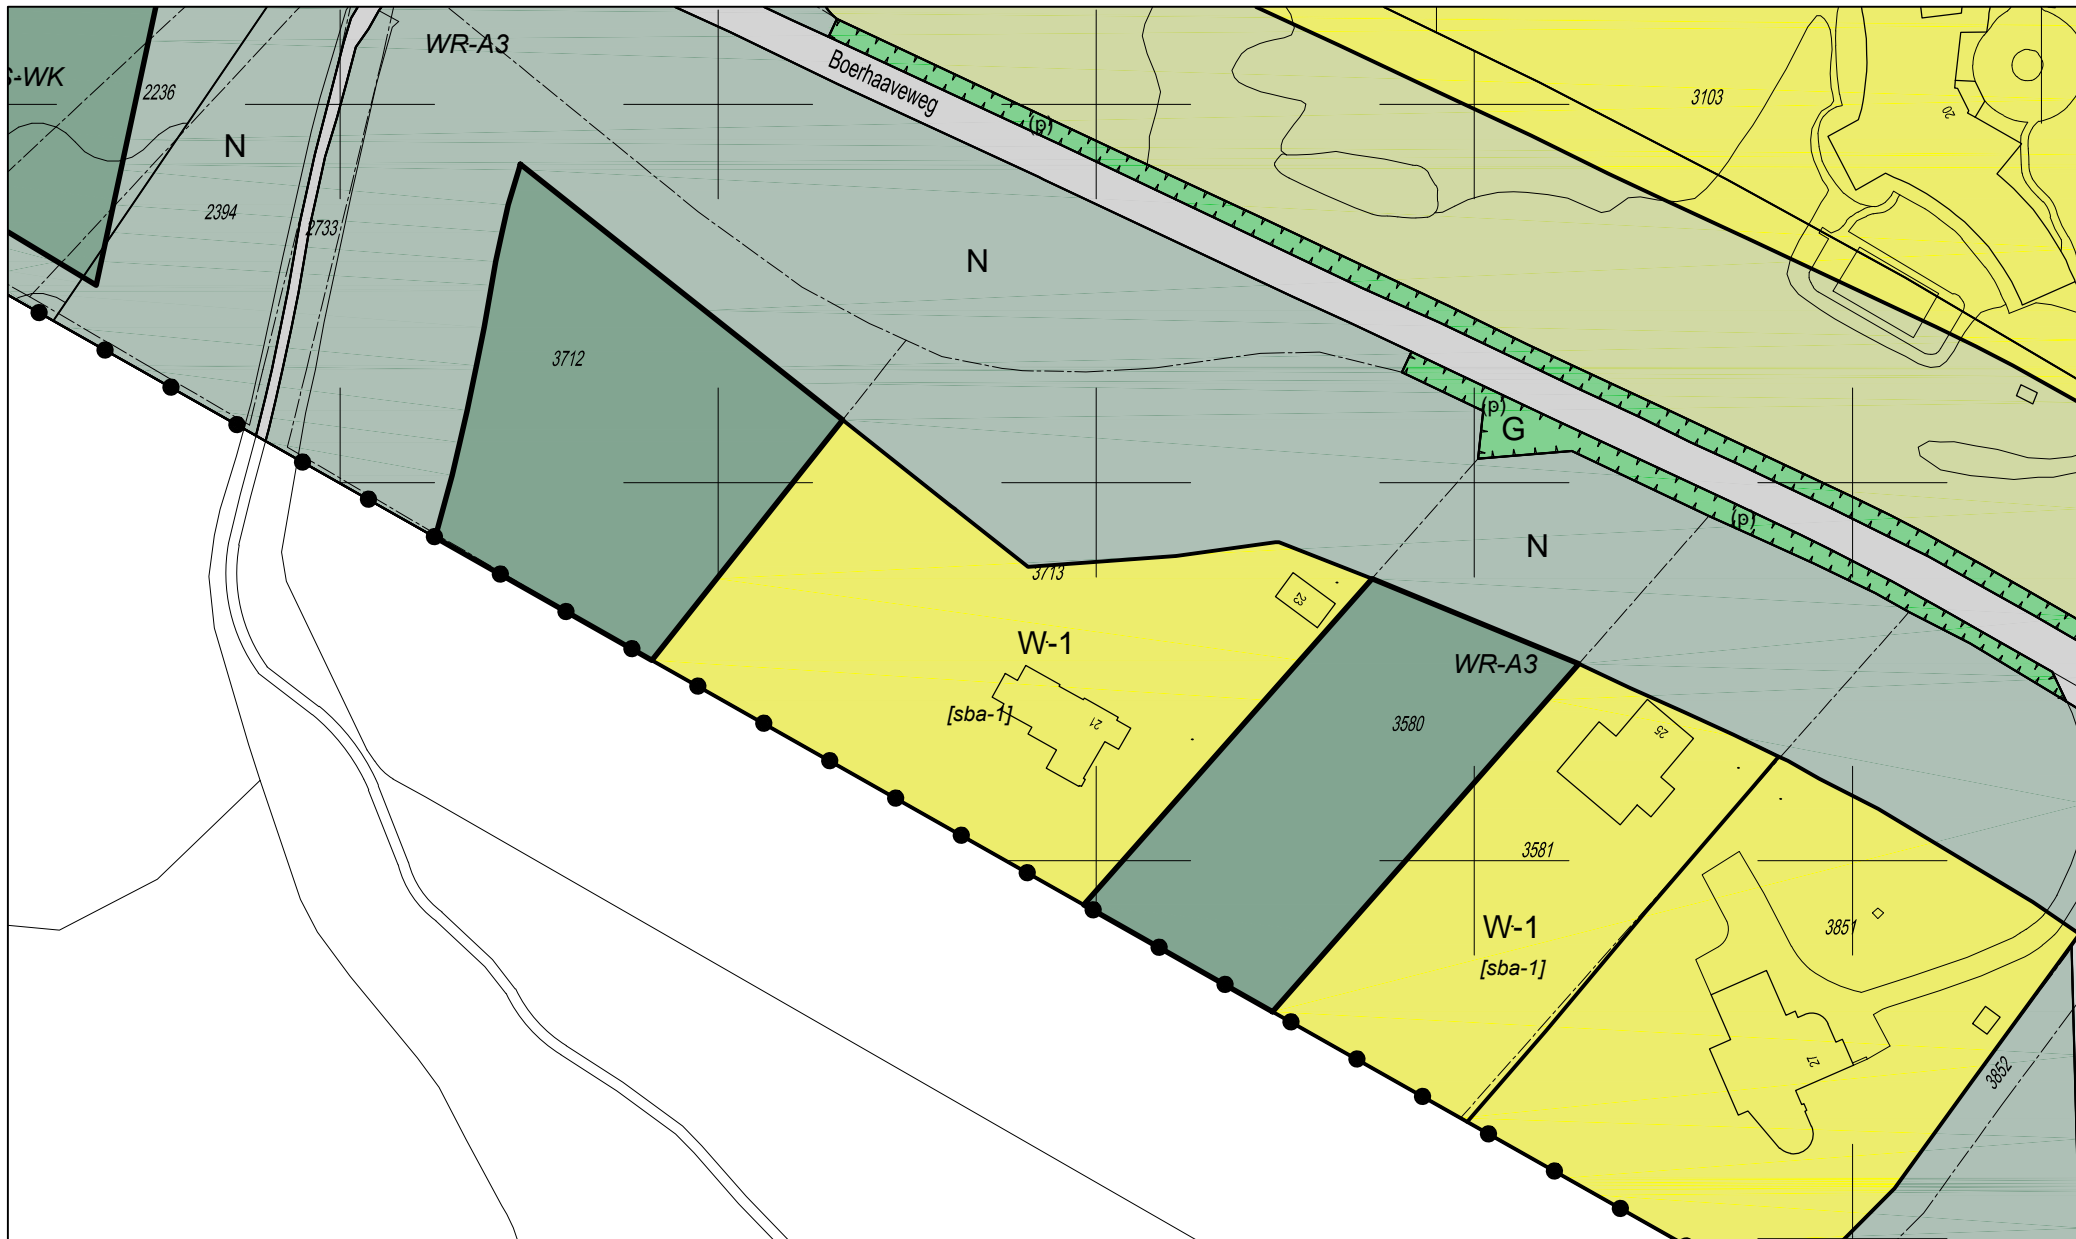 WR-A3
S-WK
2236
Boerhaaveweg
3103
20
(p)
N
2394
2733
N
3712
(p)
G
(p)
N
3713
23
W-1
WR-A3
[sba-1]
21
3580
25
3581
W-1
3851
[sba-1]
27
3852